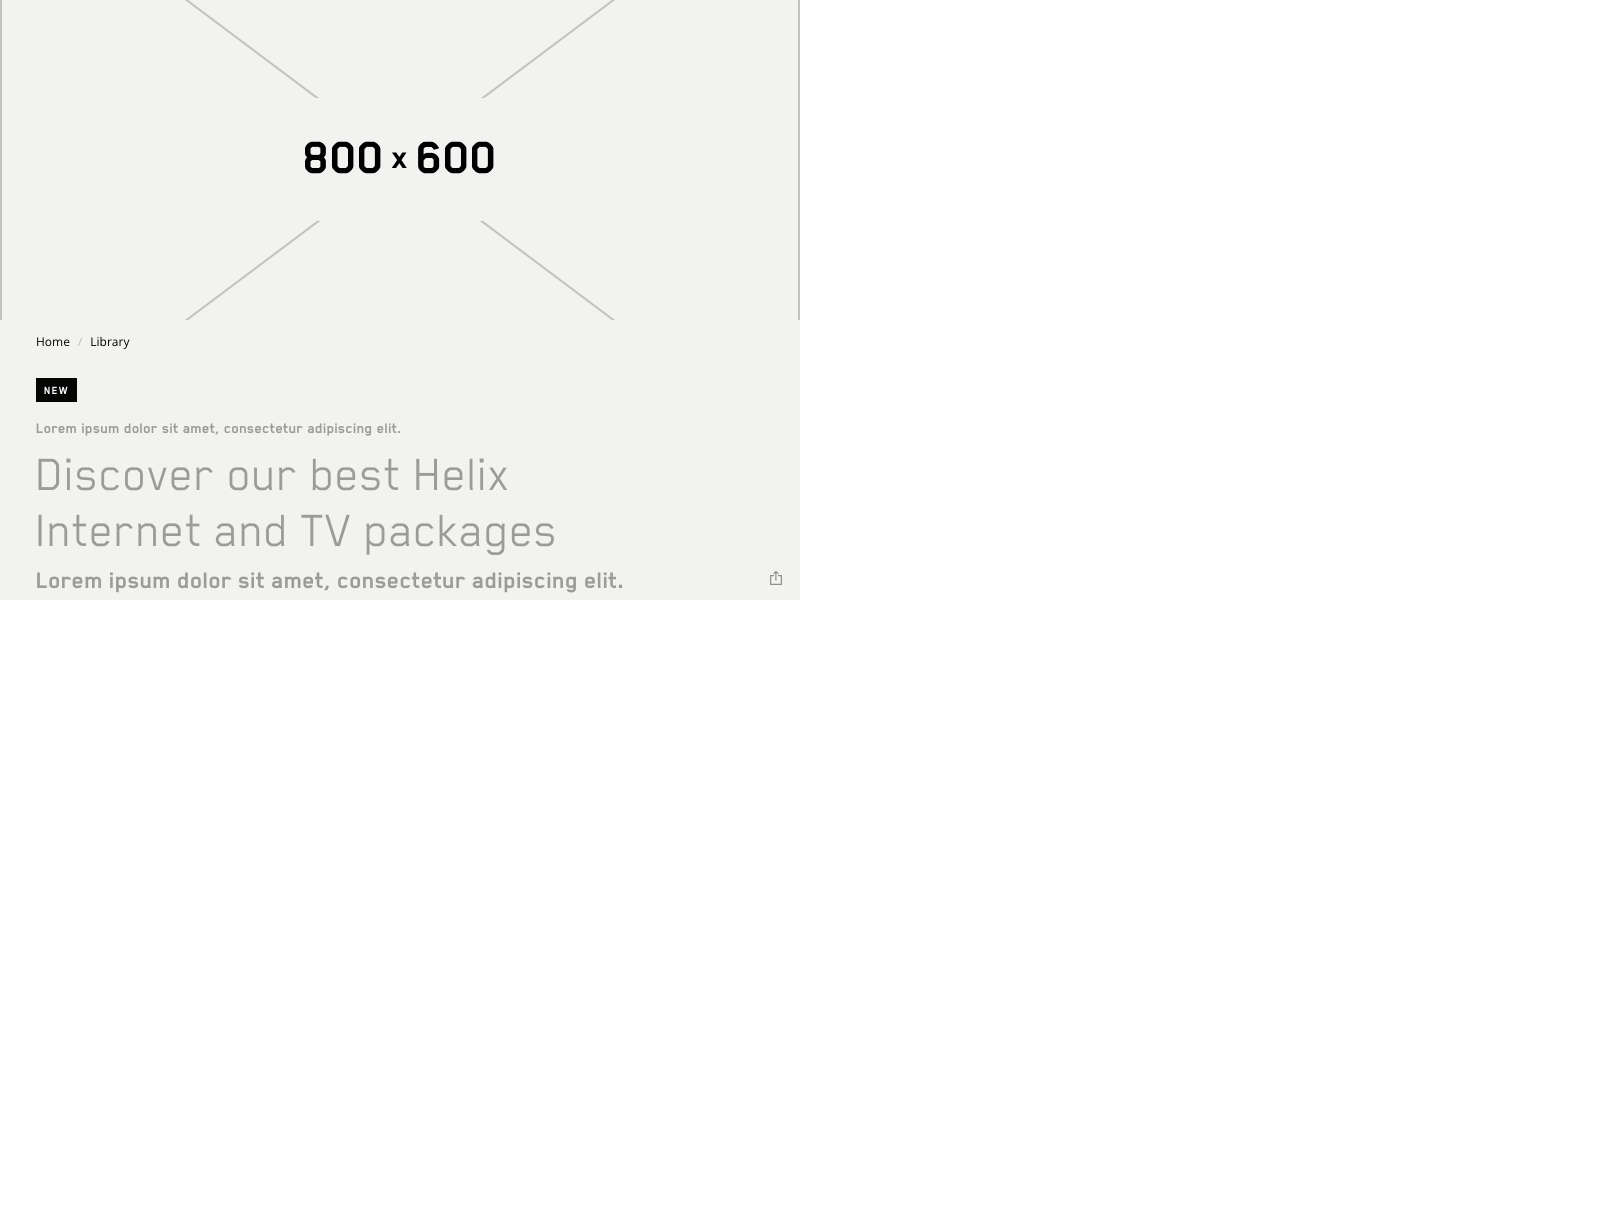 800 x 600
Home / Library
NEW
Lorem ipsum dolor sit amet, consectetur adipiscing elit.
Discover our best Helix
Internet and TV packages
Lorem ipsum dolor sit amet, consectetur adipiscing elit.